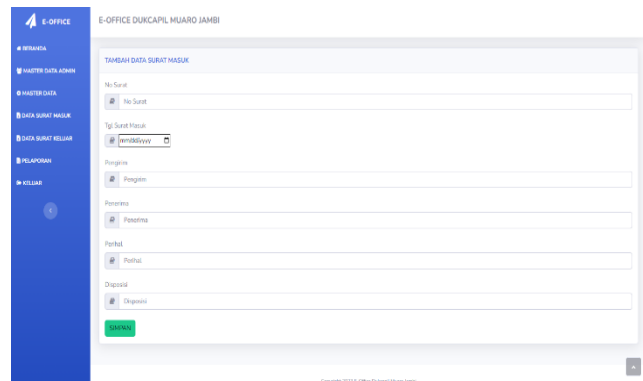 E-OFFICE
E-OFFICE DUKCAPIL MUARO JAMBI
BERANDA
MASTER DATA ADMIN
MASTER DATA
DATA SURAT MASUK
DATA SURAT KELUAR
PELAPORAN
KELUAR
TAMBAH DATA SURAT MASUK
No Surat
No Surat
Tgl Surat Masuk
mm/dd/yyyy
Pengirim
Pengirim
Penerima
Penerima
Perihal
Perihal
Disposisi
Disposisi
SIMPAN